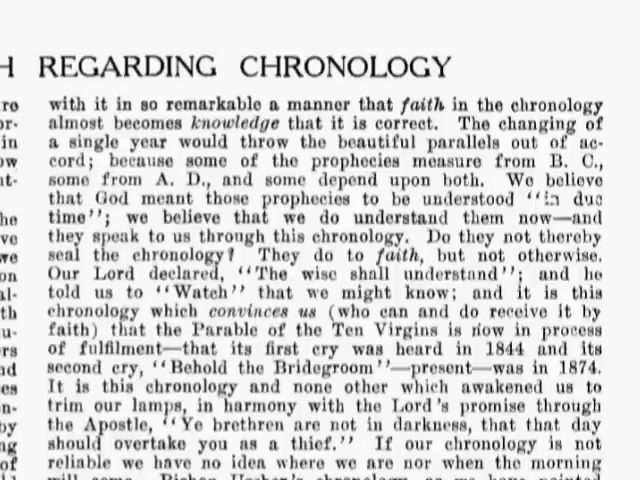 H REGARDING CHRONOLOGY
with it in so remarkable a manner that faith in the chronology
almost becomes knowledge that it is correct. The changing of
a single year would throw the beautiful parallels out of ac-
cord; because some of the prophecies measure from B. C.,
some from A. D., and some depend upon both. We believe
that God meant those prophecies to be understood "in due
time"; we believe that we do understand them now—and
they speak to us through this chronology. Do they not thereby
seal the chronology? They do to faith, but not otherwise.
Our Lord declared, "The wise shall understand"; and he
told us to "Watch" that we might know; and it is this
chronology which convinces us (who can and do receive it by
faith) that the Parable of the Ten Virgins is now in process
of fulfilment—that its first cry was heard in 1844 and its
second cry, "Behold the Bridegroom"—present—was in 1874.
It is this chronology and none other which awakened us to
trim our lamps, in harmony with the Lord's promise through
the Apostle, "Ye brethren are not in darkness, that that day
should overtake you as a thief." If our chronology is not
reliable we have no idea where we are nor when the morning